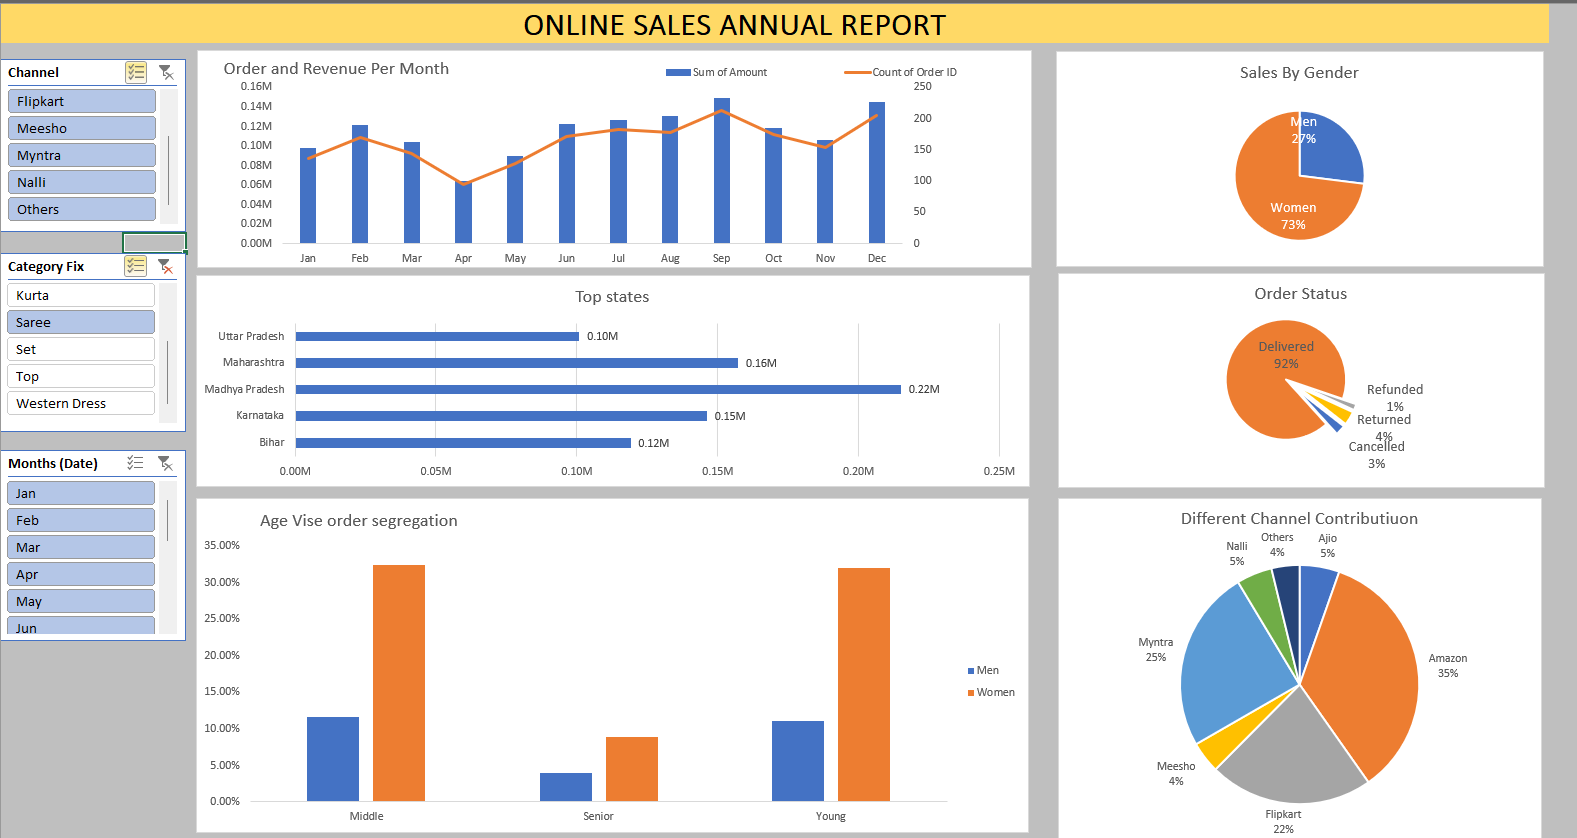 ONLINE SALES ANNUAL REPORT
Channel
Flipkart
Meesho
Myntra
Nalli
Others
Category Fix
Kurta
Saree
Set
Top
Western Dress
Months (Date)
Jan
Feb
Mar
Apr
May
Jun
Order and Revenue Per Month
Sum of Amount
Count of Order ID
0.16M
0.14M
0.12M
0.10M
0.08M
0.06M
0.04M
0.02M
0.00M
250
200
150
100
50
0
Jan Feb Mar Apr May Jun Jul Aug Sep Oct Nov Dec
Top states
Uttar Pradesh 0.10M
Maharashtra 0.16M
Madhya Pradesh 0.22M
Karnataka 0.15M
Bihar 0.12M
0.00M 0.05M 0.10M 0.15M 0.20M 0.25M
Age Vise order segregation
35.00%
30.00%
25.00%
20.00%
15.00%
10.00%
5.00%
0.00%
Middle Senior Young
Men
Women
Sales By Gender
Men
27%
Women
73%
Order Status
Delivered
92%
Refunded
1%
Returned
4%
Cancelled
3%
Different Channel Contributiuon
Others
4%
Ajio
5%
Nalli
5%
Myntra
25%
Amazon
35%
Meesho
4%
Flipkart
22%